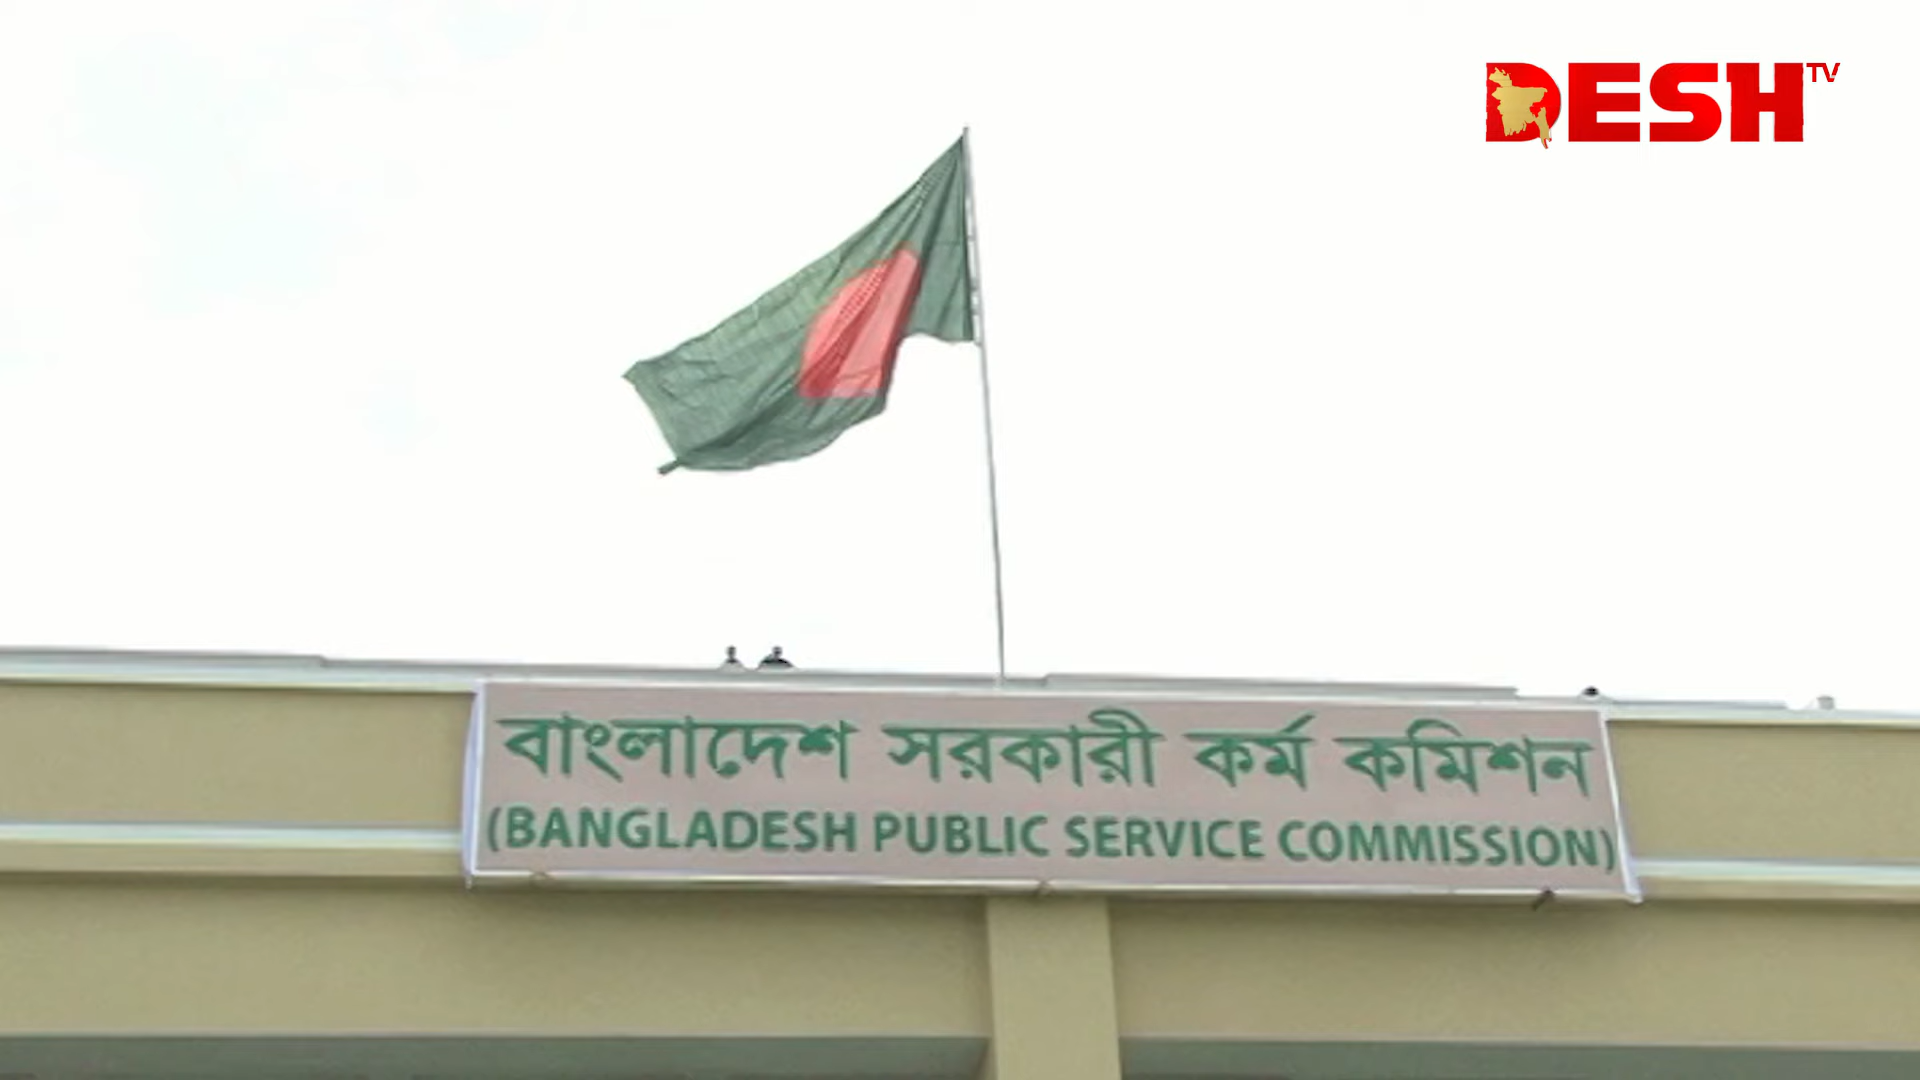 DESH TV
বাংলাদেশ সরকারী কর্ম কমিশন
(BANGLADESH PUBLIC SERVICE COMMISSION)